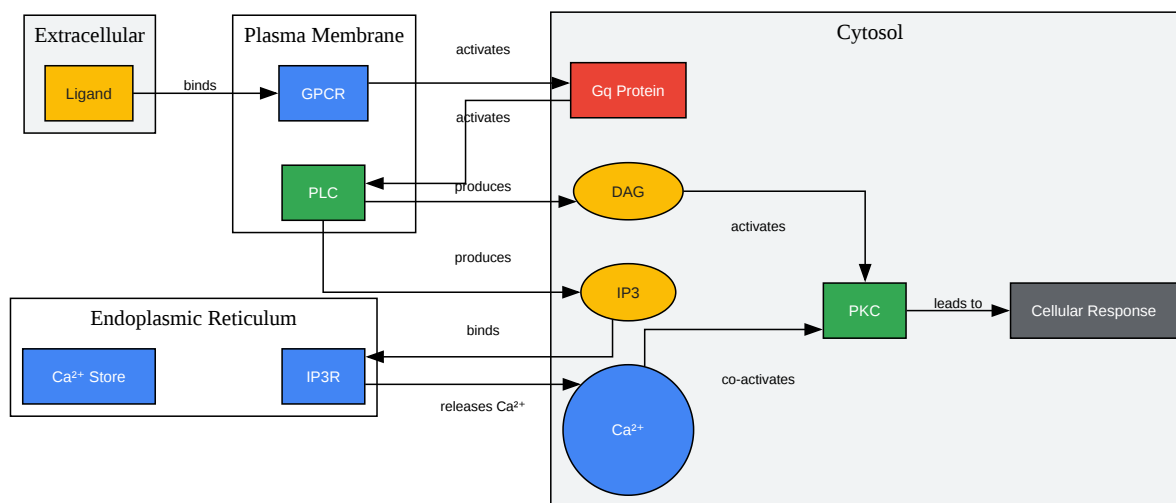 Extracellular
Plasma Membrane
Cytosol
activates
Ligand
binds
GPCR
Gq Protein
activates
PLC
produces
DAG
activates
produces
IP3
Endoplasmic Reticulum
binds
PKC
leads to
Cellular Response
Ca²⁺ Store
IP3R
co-activates
releases Ca²⁺
Ca²⁺